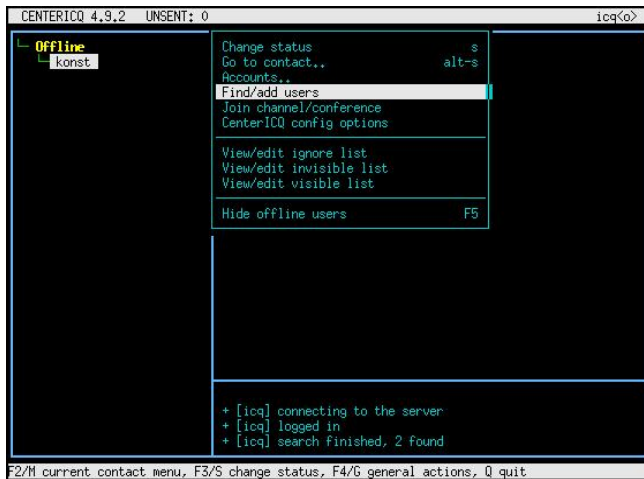 CENTERICQ 4.9.2 UNSENT: 0 icq<o>
Offline
konst
Change status s
Go to contact.. alt-s
Accounts..
Find/add users
Join channel/conference
CenterICQ config options
View/edit ignore list
View/edit invisible list
View/edit visible list
Hide offline users F5
+ [icq] connecting to the server
+ [icq] logged in
+ [icq] search finished, 2 found
F2/M current contact menu, F3/S change status, F4/G general actions, Q quit